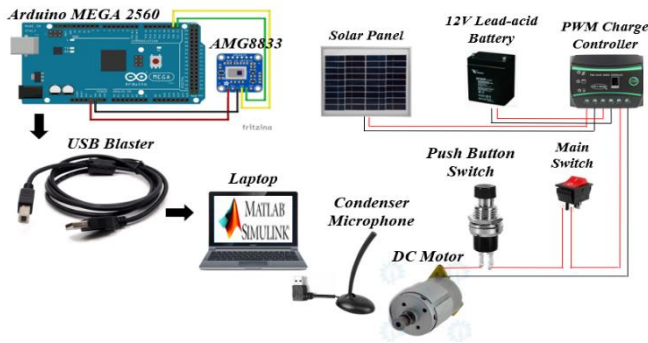 Arduino MEGA 2560
AMG8833
fritzing
Solar Panel
12V Lead-acid
Battery
PWM Charge
Controller
USB Blaster
Laptop
MATLAB
SIMULINK
Condenser
Microphone
Push Button
Switch
Main
Switch
DC Motor